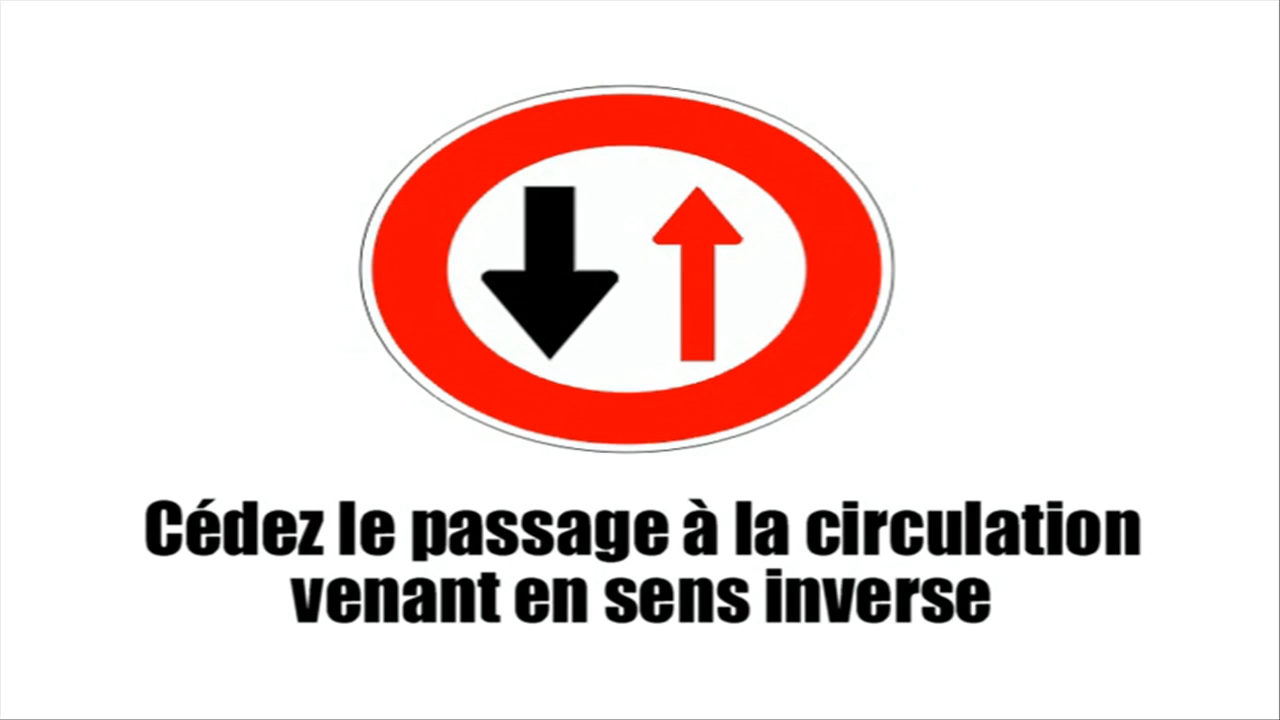 Cédez le passage à la circulation
venant en sens inverse